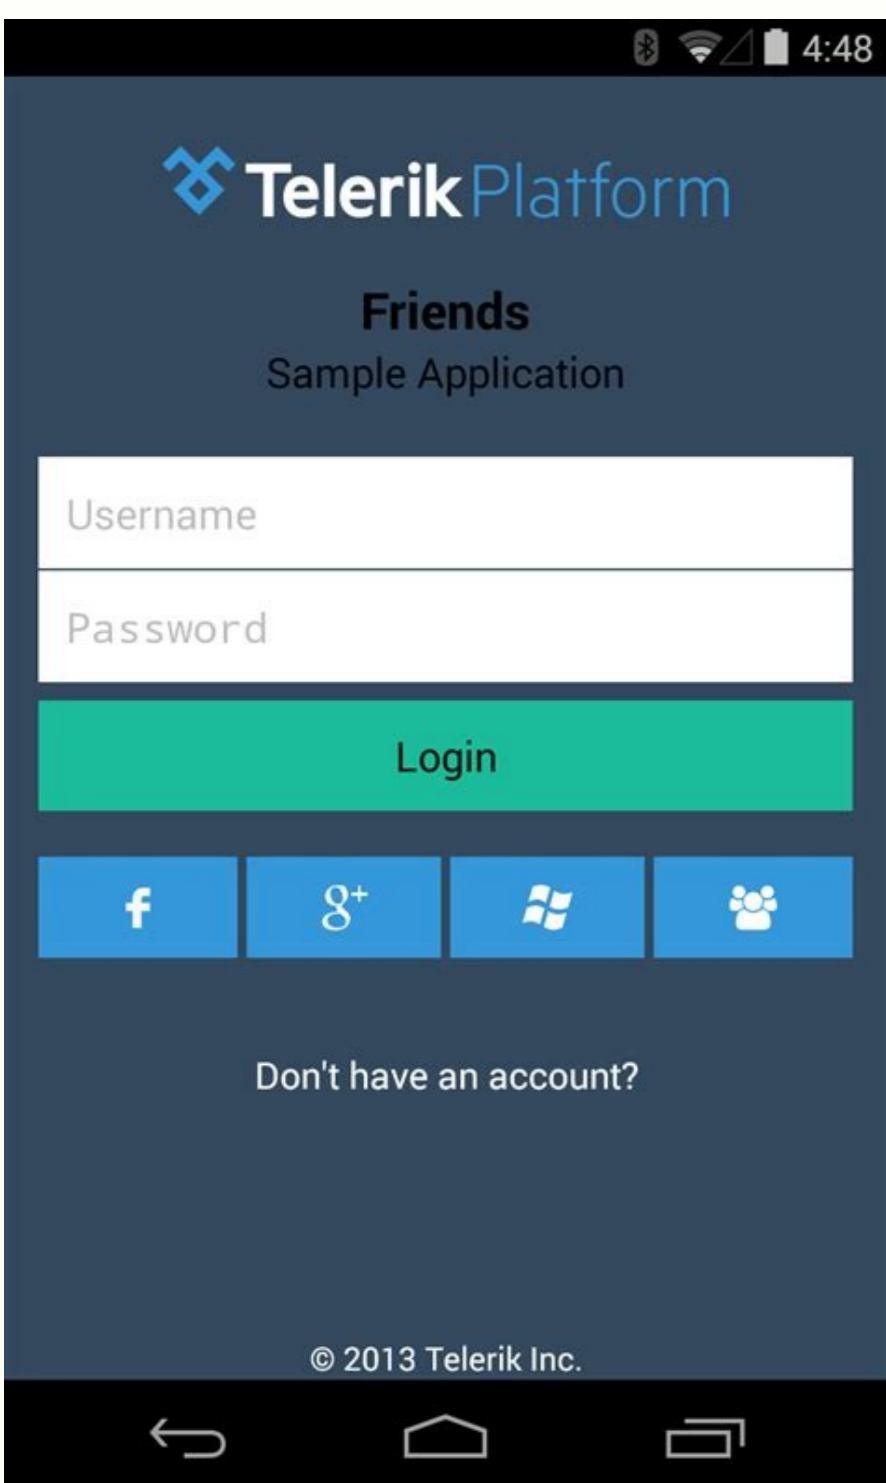 4:48
Telerik Platform
Friends
Sample Application
Username
Password
Login
f
g+
Don't have an account?
© 2013 Telerik Inc.